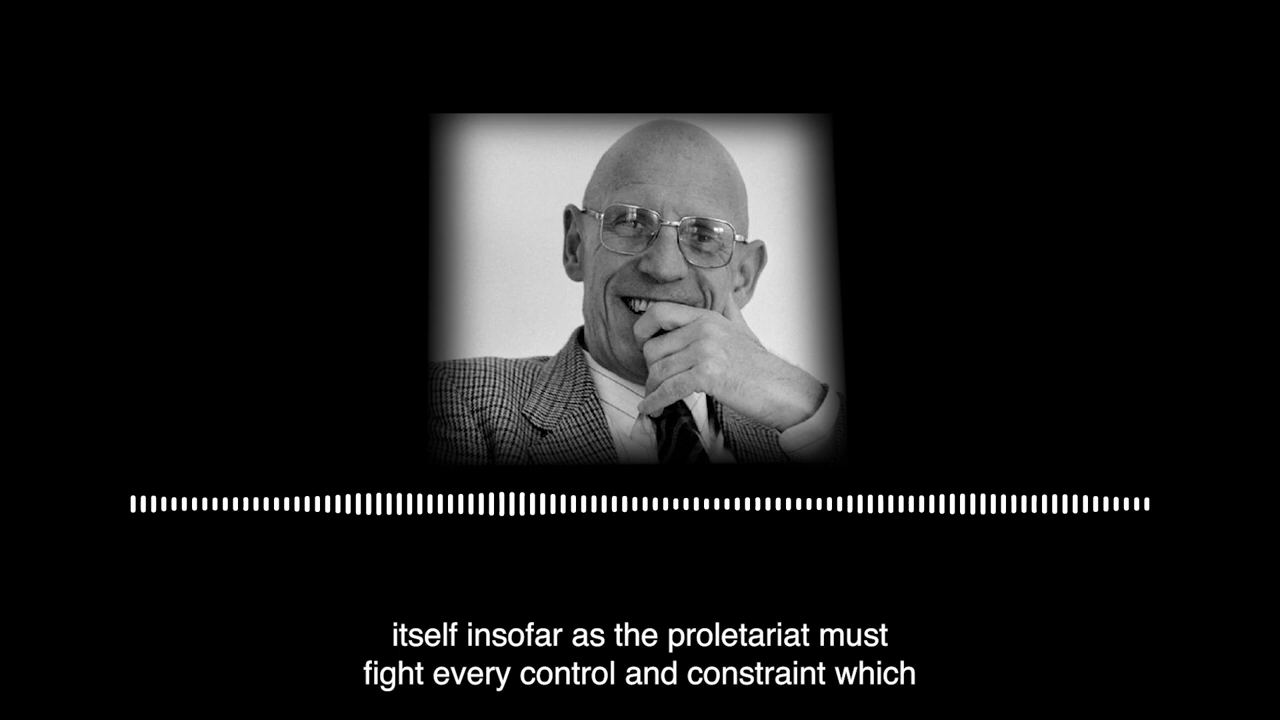 itself insofar as the proletariat must
fight every control and constraint which